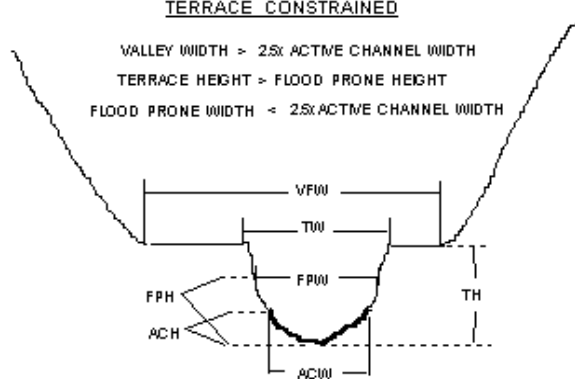 TERRACE CONSTRAINED
VALLEY WIDTH > 2.5x ACTIVE CHANNEL WIDTH
TERRACE HEIGHT > FLOOD PRONE HEIGHT
FLOOD PRONE WIDTH < 2.5x ACTIVE CHANNEL WIDTH
VFW
TW
FPW
FPH
TH
ACH
ACW